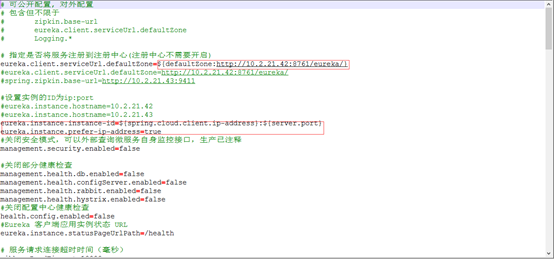 # 可公开配置，对外配置
# 包含但不限于
#       zipkin.base-url
#       eureka.client.serviceUrl.defaultZone
#       Logging.*
# 指定是否将服务注册到注册中心(注册中心不需要开启)
eureka.client.serviceUrl.defaultZone=${defaultZone:http://10.2.21.42:8761/eureka/}
#eureka.client.serviceUrl.defaultZone=http://10.2.21.42:8761/eureka/
#spring.zipkin.base-url=http://10.2.21.43:9411
#设置实例的ID为ip:port
#eureka.instance.hostname=10.2.21.42
#eureka.instance.hostname=10.2.21.43
eureka.instance.instance-id=${spring.cloud.client.ip-address}:${server.port}
eureka.instance.prefer-ip-address=true
#关闭安全模式，可以外部查询微服务自身监控接口，生产已注释
management.security.enabled=false
#关闭部分健康检查
management.health.db.enabled=false
management.health.configServer.enabled=false
management.health.rabbit.enabled=false
management.health.hystrix.enabled=false
#关闭配置中心健康检查
health.config.enabled=false
#Eureka 客户端应用实例状态 URL
eureka.instance.statusPageUrlPath=/health
# 服务请求连接超时时间（毫秒）